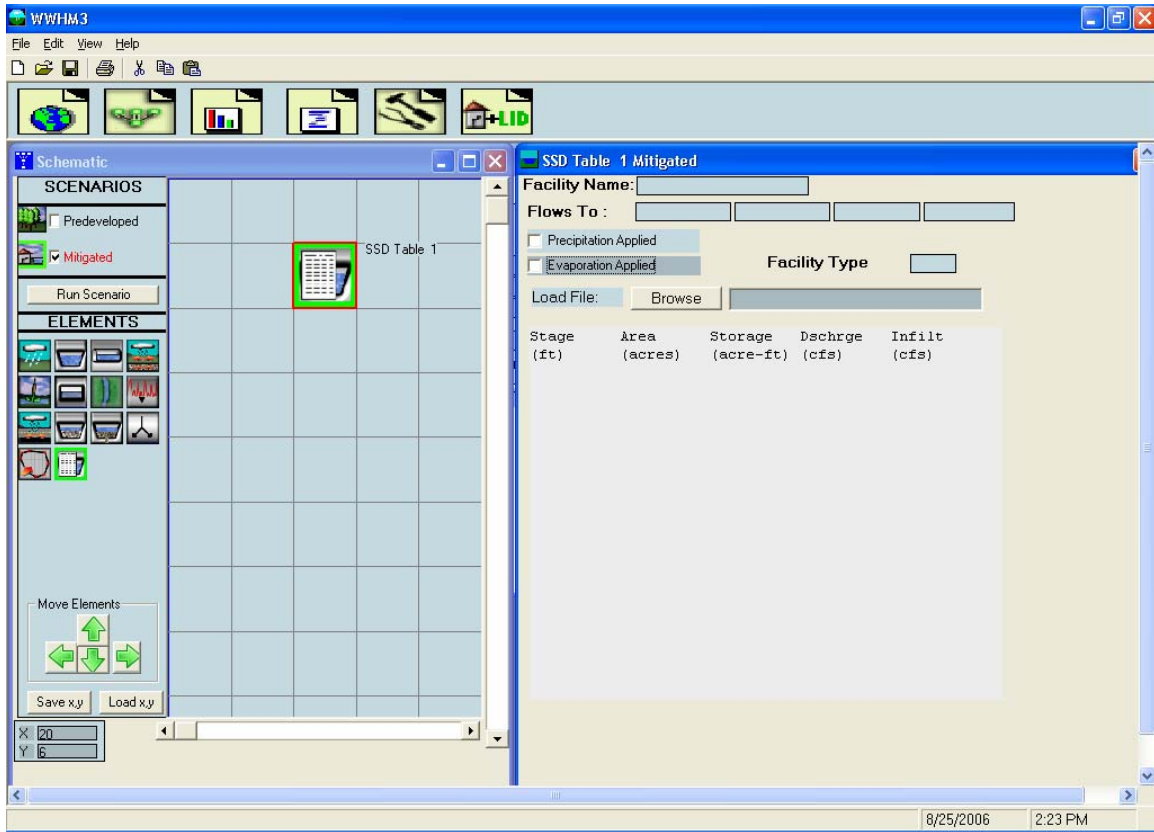 WWHM3
File Edit View Help
+LID
Schematic
SCENARIOS
Predeveloped
Mitigated
Run Scenario
ELEMENTS
Move Elements
Save x,y Load x,y
X 20
Y 6
SSD Table 1
SSD Table 1 Mitigated
Facility Name:
Flows To :
Precipitation Applied
Evaporation Applied
Facility Type
Load File: Browse
Stage Area Storage Dschrge Infilt
(ft) (acres) (acre-ft) (cfs) (cfs)
8/25/2006 2:23 PM